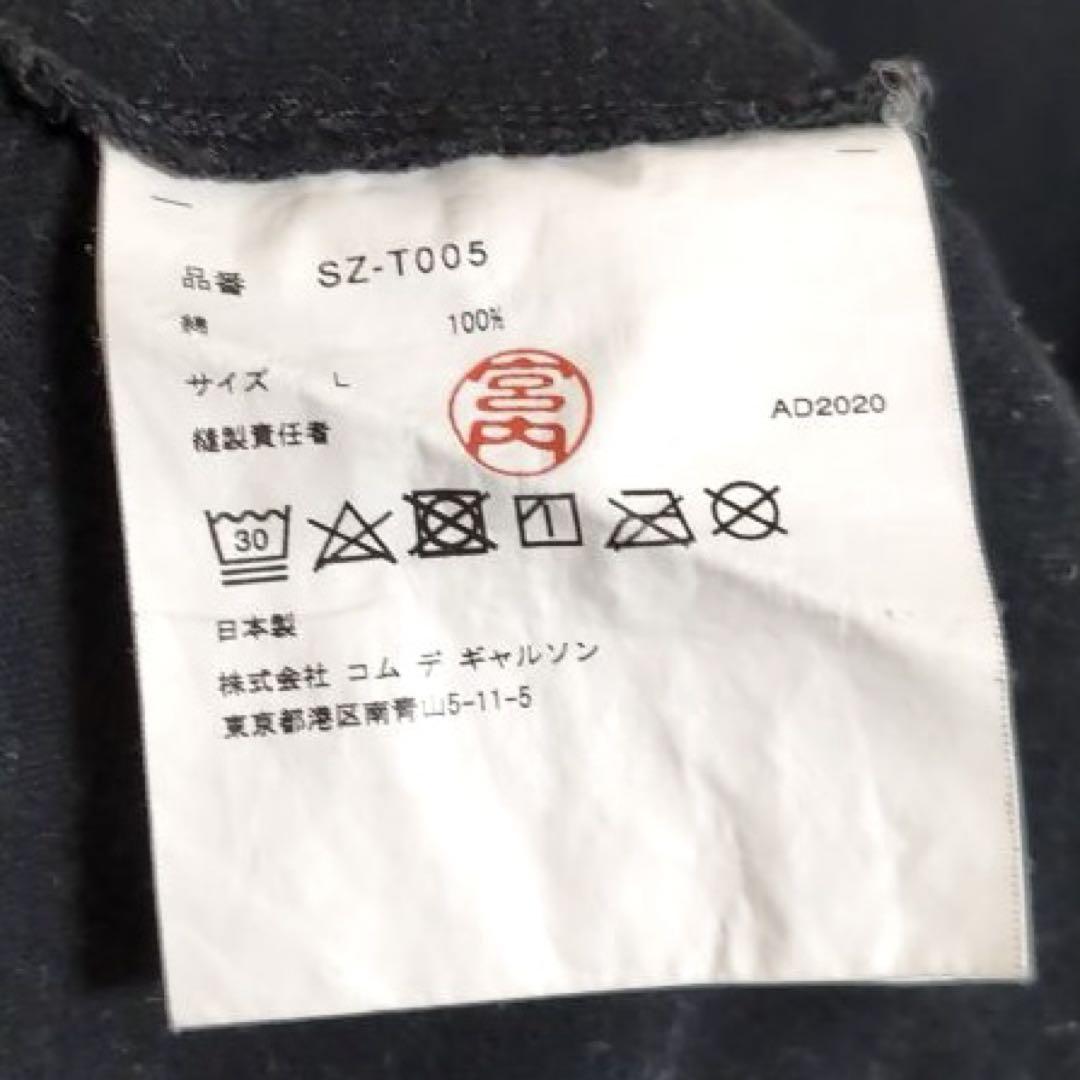 品番 SZ-T005
綿 100%
サイズ L
縫製責任者 宮内
AD2020
30
日本製
株式会社 コム デ ギャルソン
東京都港区南青山5-11-5